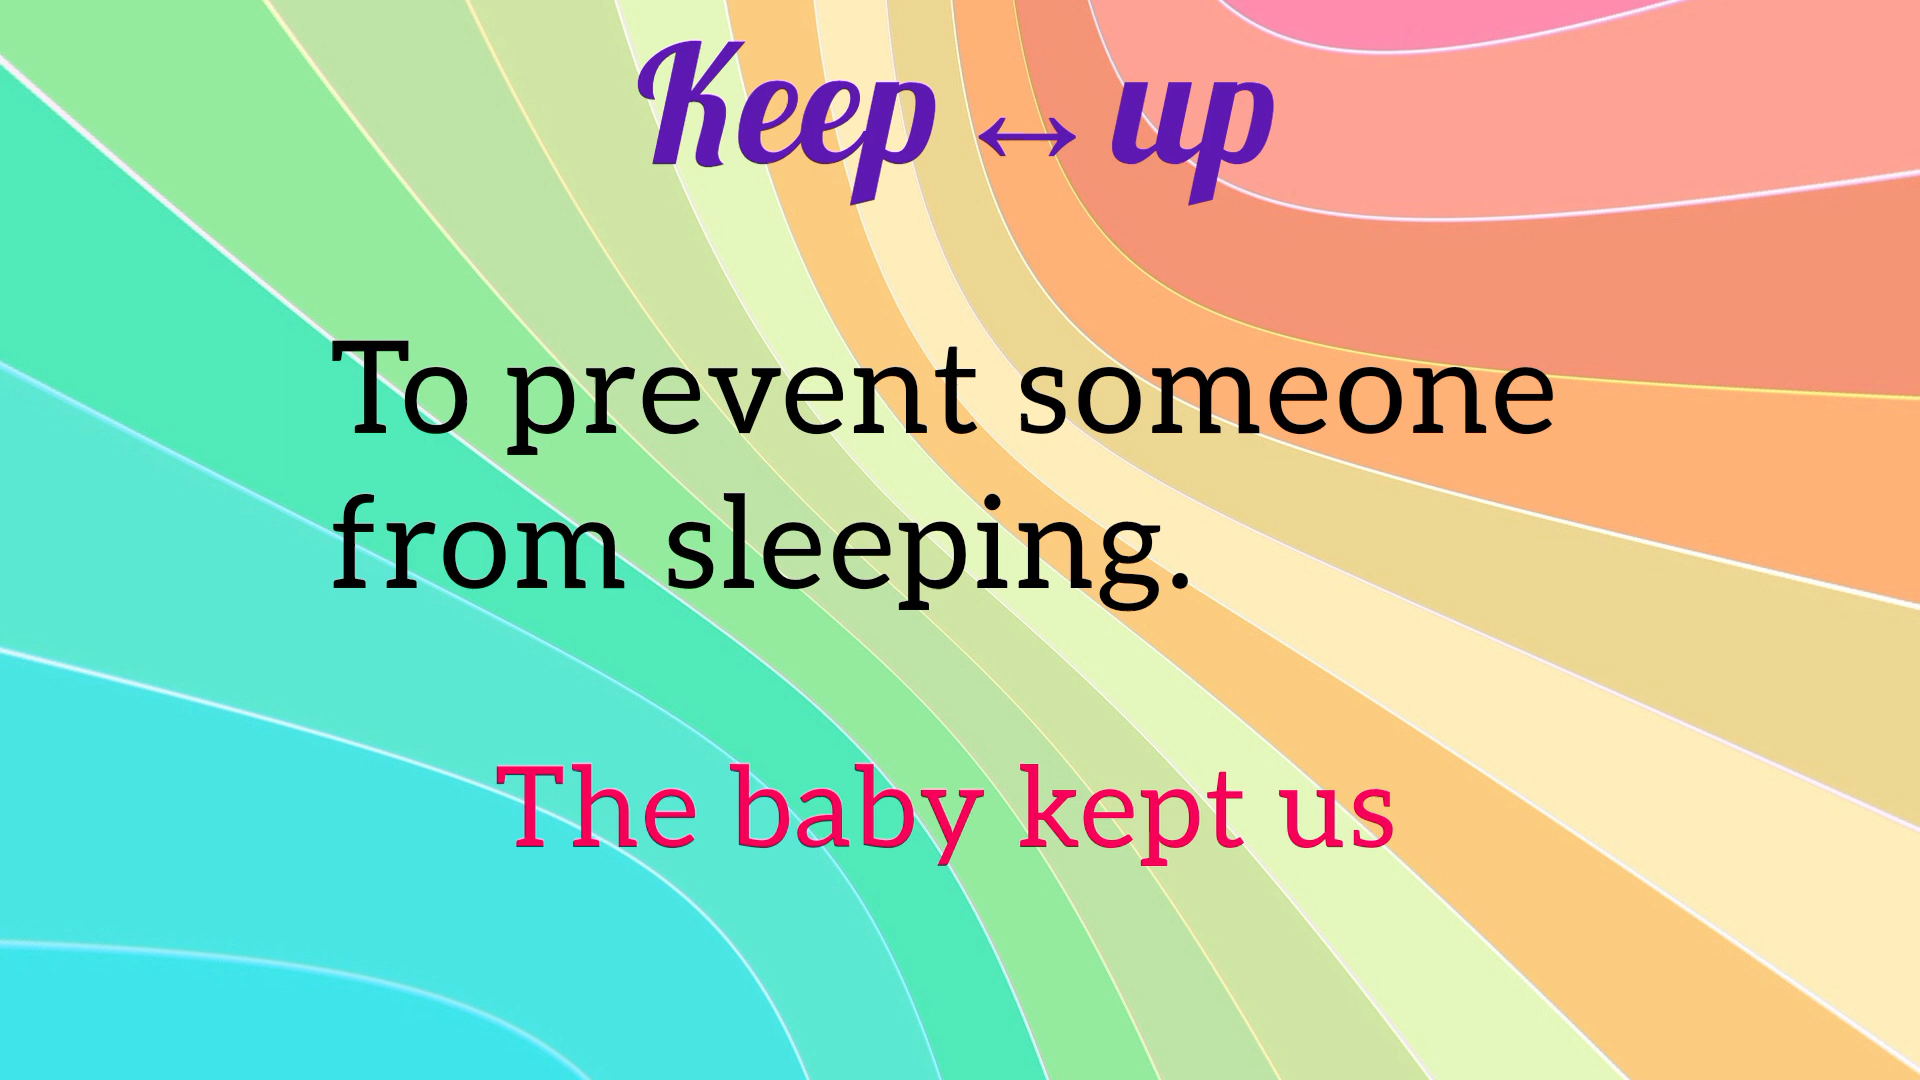 Keep ↔ up
To prevent someone
from sleeping.
The baby kept us